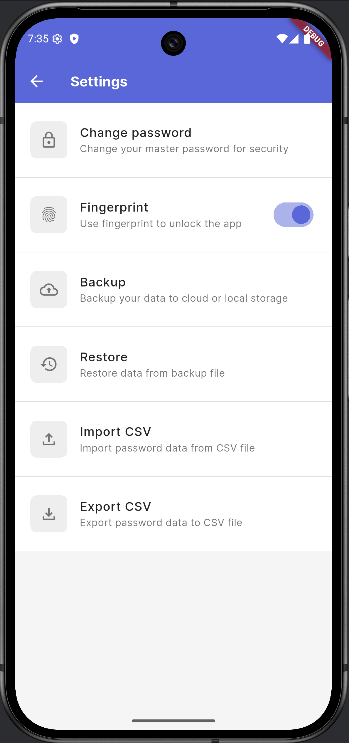 7:35
DEBUG
Settings
Change password
Change your master password for security
Fingerprint
Use fingerprint to unlock the app
Backup
Backup your data to cloud or local storage
Restore
Restore data from backup file
Import CSV
Import password data from CSV file
Export CSV
Export password data to CSV file